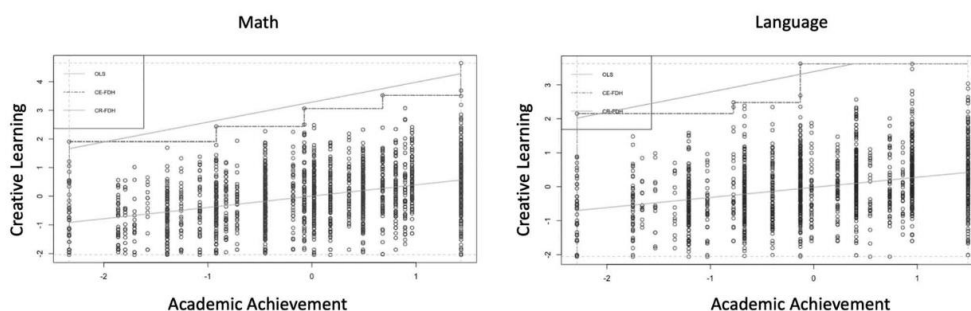 Math
Creative Learning
4
3
2
1
0
-1
-2
OLS
CE-FDH
CR-FDH
-2
-1
0
1
Academic Achievement
Language
Creative Learning
3
2
1
0
-1
-2
OLS
CE-FDH
CR-FDH
-2
-1
0
1
Academic Achievement